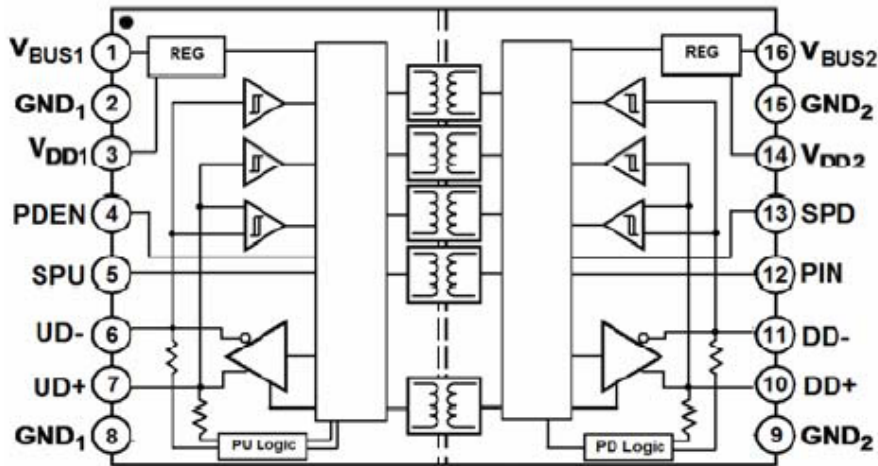 VBUS1 1 REG REG 16 VBUS2
GND1 2 15 GND2
VDD1 3 14 VDD2
PDEN 4 13 SPD
SPU 5 12 PIN
UD- 6 11 DD-
UD+ 7 10 DD+
GND1 8 PU Logic PD Logic 9 GND2